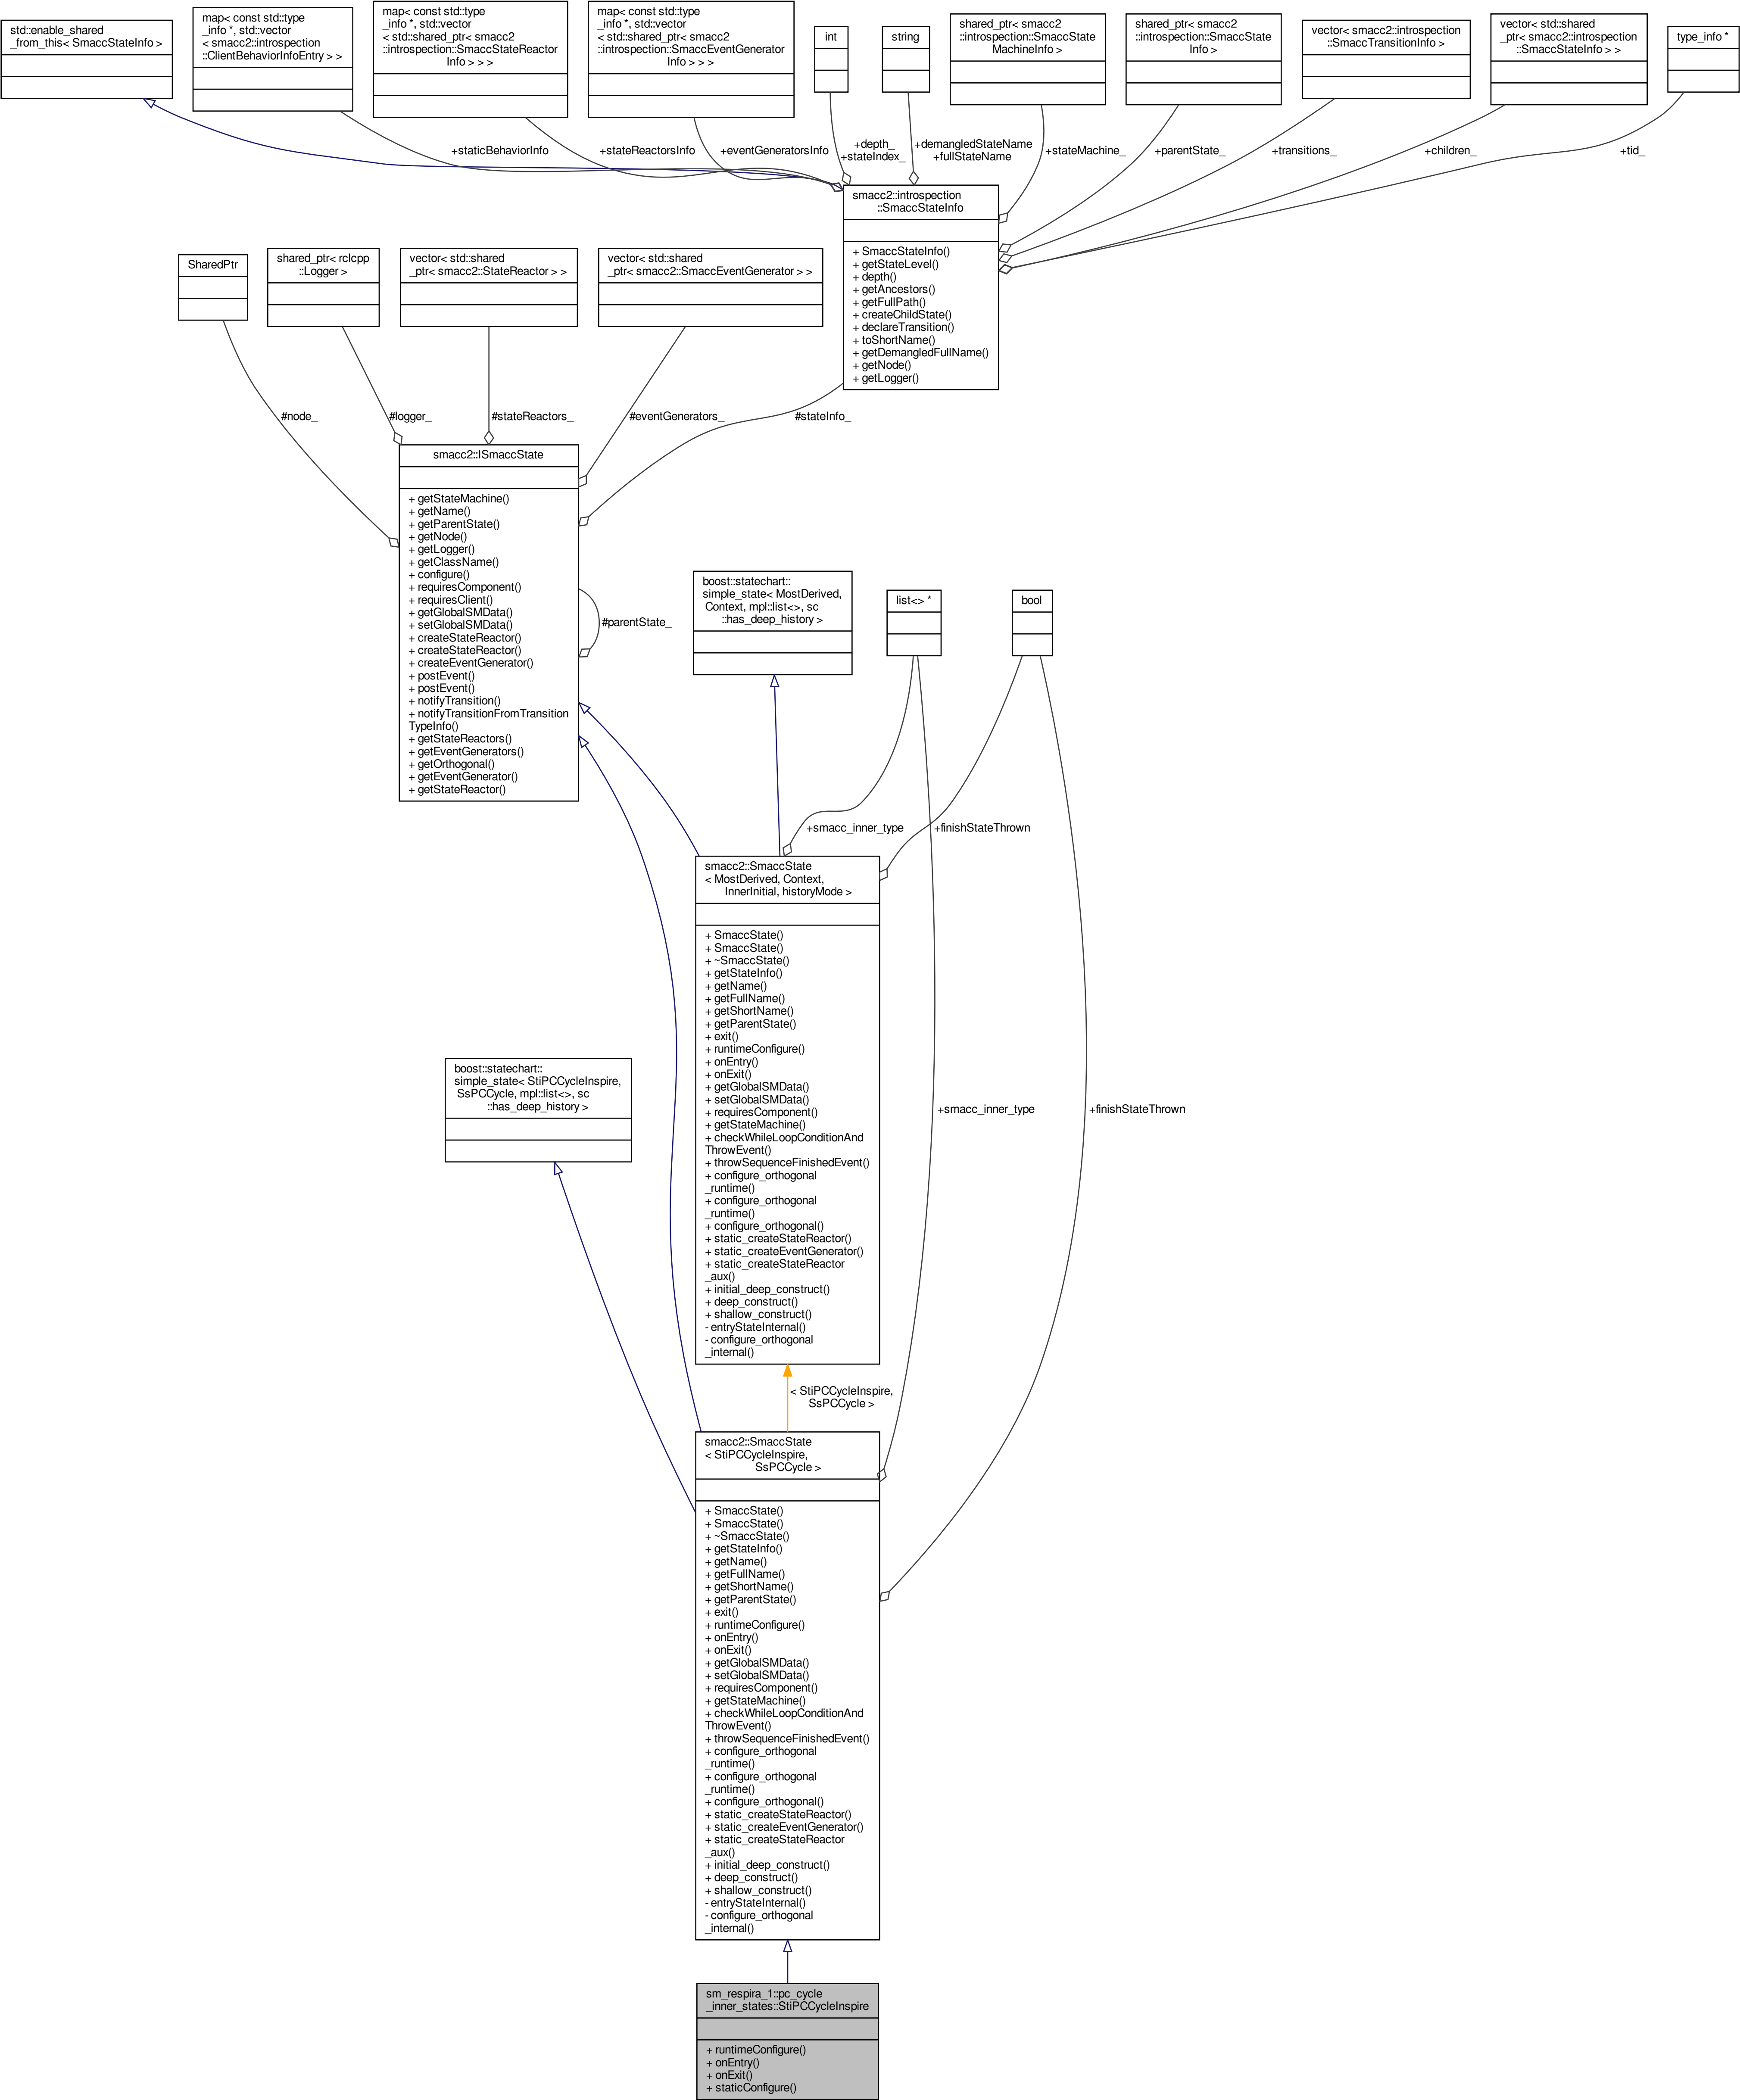 std::enable_shared
_from_this< SmaccStateInfo >
map< const std::type
_info *, std::vector
< smacc2::introspection
::ClientBehaviorInfoEntry > >
map< const std::type
_info *, std::vector
< std::shared_ptr< smacc2
::introspection::SmaccStateReactor
Info > > >
map< const std::type
_info *, std::vector
< std::shared_ptr< smacc2
::introspection::SmaccEventGenerator
Info > > >
int
string
shared_ptr< smacc2
::introspection::SmaccState
MachineInfo >
shared_ptr< smacc2
::introspection::SmaccState
Info >
vector< smacc2::introspection
::SmaccTransitionInfo >
vector< std::shared
_ptr< smacc2::introspection
::SmaccStateInfo > >
type_info *
+staticBehaviorInfo
+stateReactorsInfo
+eventGeneratorsInfo
+depth_
+stateIndex_
+demangledStateName
+fullStateName
+stateMachine_
+parentState_
+transitions_
+children_
+tid_
smacc2::introspection
::SmaccStateInfo
+ SmaccStateInfo()
+ getStateLevel()
+ depth()
+ getAncestors()
+ getFullPath()
+ createChildState()
+ declareTransition()
+ toShortName()
+ getDemangledFullName()
+ getNode()
+ getLogger()
SharedPtr
shared_ptr< rclcpp
::Logger >
vector< std::shared
_ptr< smacc2::StateReactor > >
vector< std::shared
_ptr< smacc2::SmaccEventGenerator > >
#node_
#logger_
#stateReactors_
#eventGenerators_
#stateInfo_
smacc2::ISmaccState
+ getStateMachine()
+ getName()
+ getParentState()
+ getNode()
+ getLogger()
+ getClassName()
+ configure()
+ requiresComponent()
+ requiresClient()
+ getGlobalSMData()
+ setGlobalSMData()
+ createStateReactor()
+ createStateReactor()
+ createEventGenerator()
+ postEvent()
+ postEvent()
+ notifyTransition()
+ notifyTransitionFromTransition
TypeInfo()
+ getStateReactors()
+ getEventGenerators()
+ getOrthogonal()
+ getEventGenerator()
+ getStateReactor()
#parentState_
boost::statechart::
simple_state< MostDerived,
Context, mpl::list<>, sc
::has_deep_history >
list<> *
bool
+smacc_inner_type
+finishStateThrown
smacc2::SmaccState
< MostDerived, Context,
InnerInitial, historyMode >
+ SmaccState()
+ SmaccState()
+ ~SmaccState()
+ getStateInfo()
+ getName()
+ getFullName()
+ getShortName()
+ getParentState()
+ exit()
+ runtimeConfigure()
+ onEntry()
+ onExit()
+ getGlobalSMData()
+ setGlobalSMData()
+ requiresComponent()
+ getStateMachine()
+ checkWhileLoopConditionAnd
ThrowEvent()
+ throwSequenceFinishedEvent()
+ configure_orthogonal
_runtime()
+ configure_orthogonal
_runtime()
+ configure_orthogonal()
+ static_createStateReactor()
+ static_createEventGenerator()
+ static_createStateReactor
_aux()
+ initial_deep_construct()
+ deep_construct()
+ shallow_construct()
- entryStateInternal()
- configure_orthogonal
_internal()
boost::statechart::
simple_state< StiPCCycleInspire,
SsPCCycle, mpl::list<>, sc
::has_deep_history >
+smacc_inner_type
+finishStateThrown
< StiPCCycleInspire,
SsPCCycle >
smacc2::SmaccState
< StiPCCycleInspire,
SsPCCycle >
+ SmaccState()
+ SmaccState()
+ ~SmaccState()
+ getStateInfo()
+ getName()
+ getFullName()
+ getShortName()
+ getParentState()
+ exit()
+ runtimeConfigure()
+ onEntry()
+ onExit()
+ getGlobalSMData()
+ setGlobalSMData()
+ requiresComponent()
+ getStateMachine()
+ checkWhileLoopConditionAnd
ThrowEvent()
+ throwSequenceFinishedEvent()
+ configure_orthogonal
_runtime()
+ configure_orthogonal
_runtime()
+ configure_orthogonal()
+ static_createStateReactor()
+ static_createEventGenerator()
+ static_createStateReactor
_aux()
+ initial_deep_construct()
+ deep_construct()
+ shallow_construct()
- entryStateInternal()
- configure_orthogonal
_internal()
sm_respira_1::pc_cycle
_inner_states::StiPCCycleInspire
+ runtimeConfigure()
+ onEntry()
+ onExit()
+ staticConfigure()